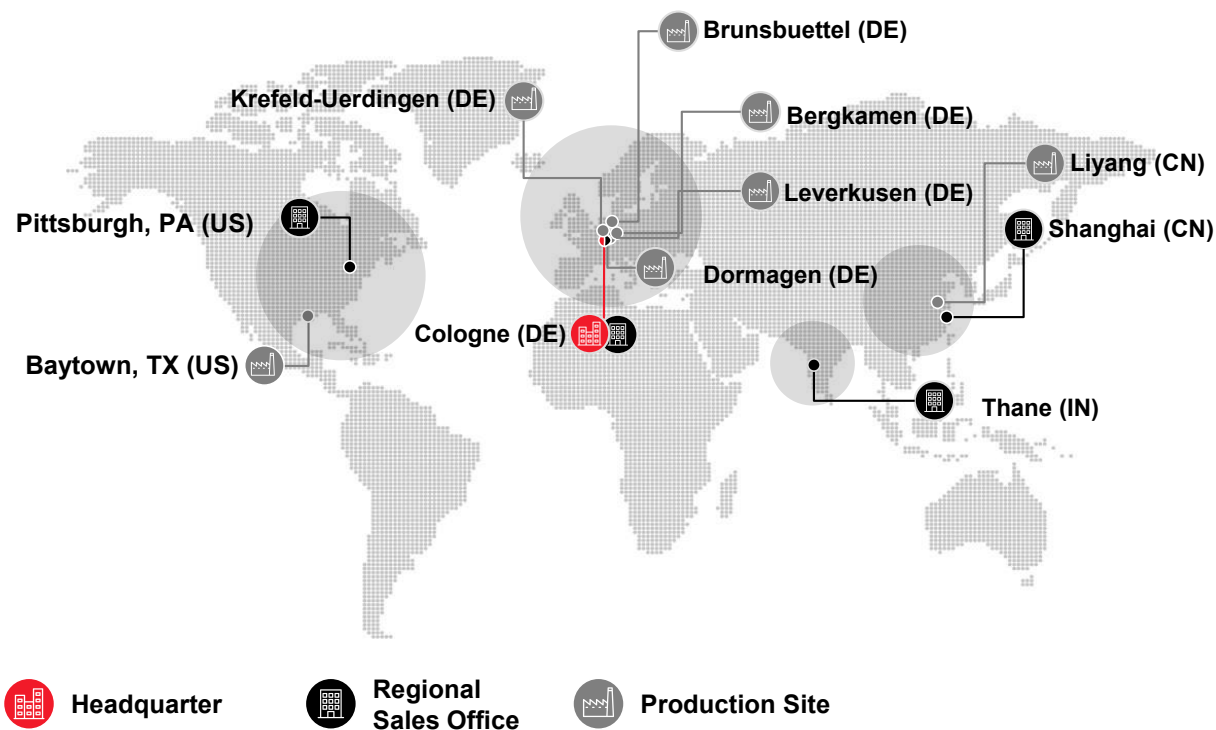 Brunsbuettel (DE)
Krefeld-Uerdingen (DE)
Bergkamen (DE)
Liyang (CN)
Leverkusen (DE)
Pittsburgh, PA (US)
Shanghai (CN)
Dormagen (DE)
Cologne (DE)
Baytown, TX (US)
Thane (IN)
Headquarter
Regional
Sales Office
Production Site